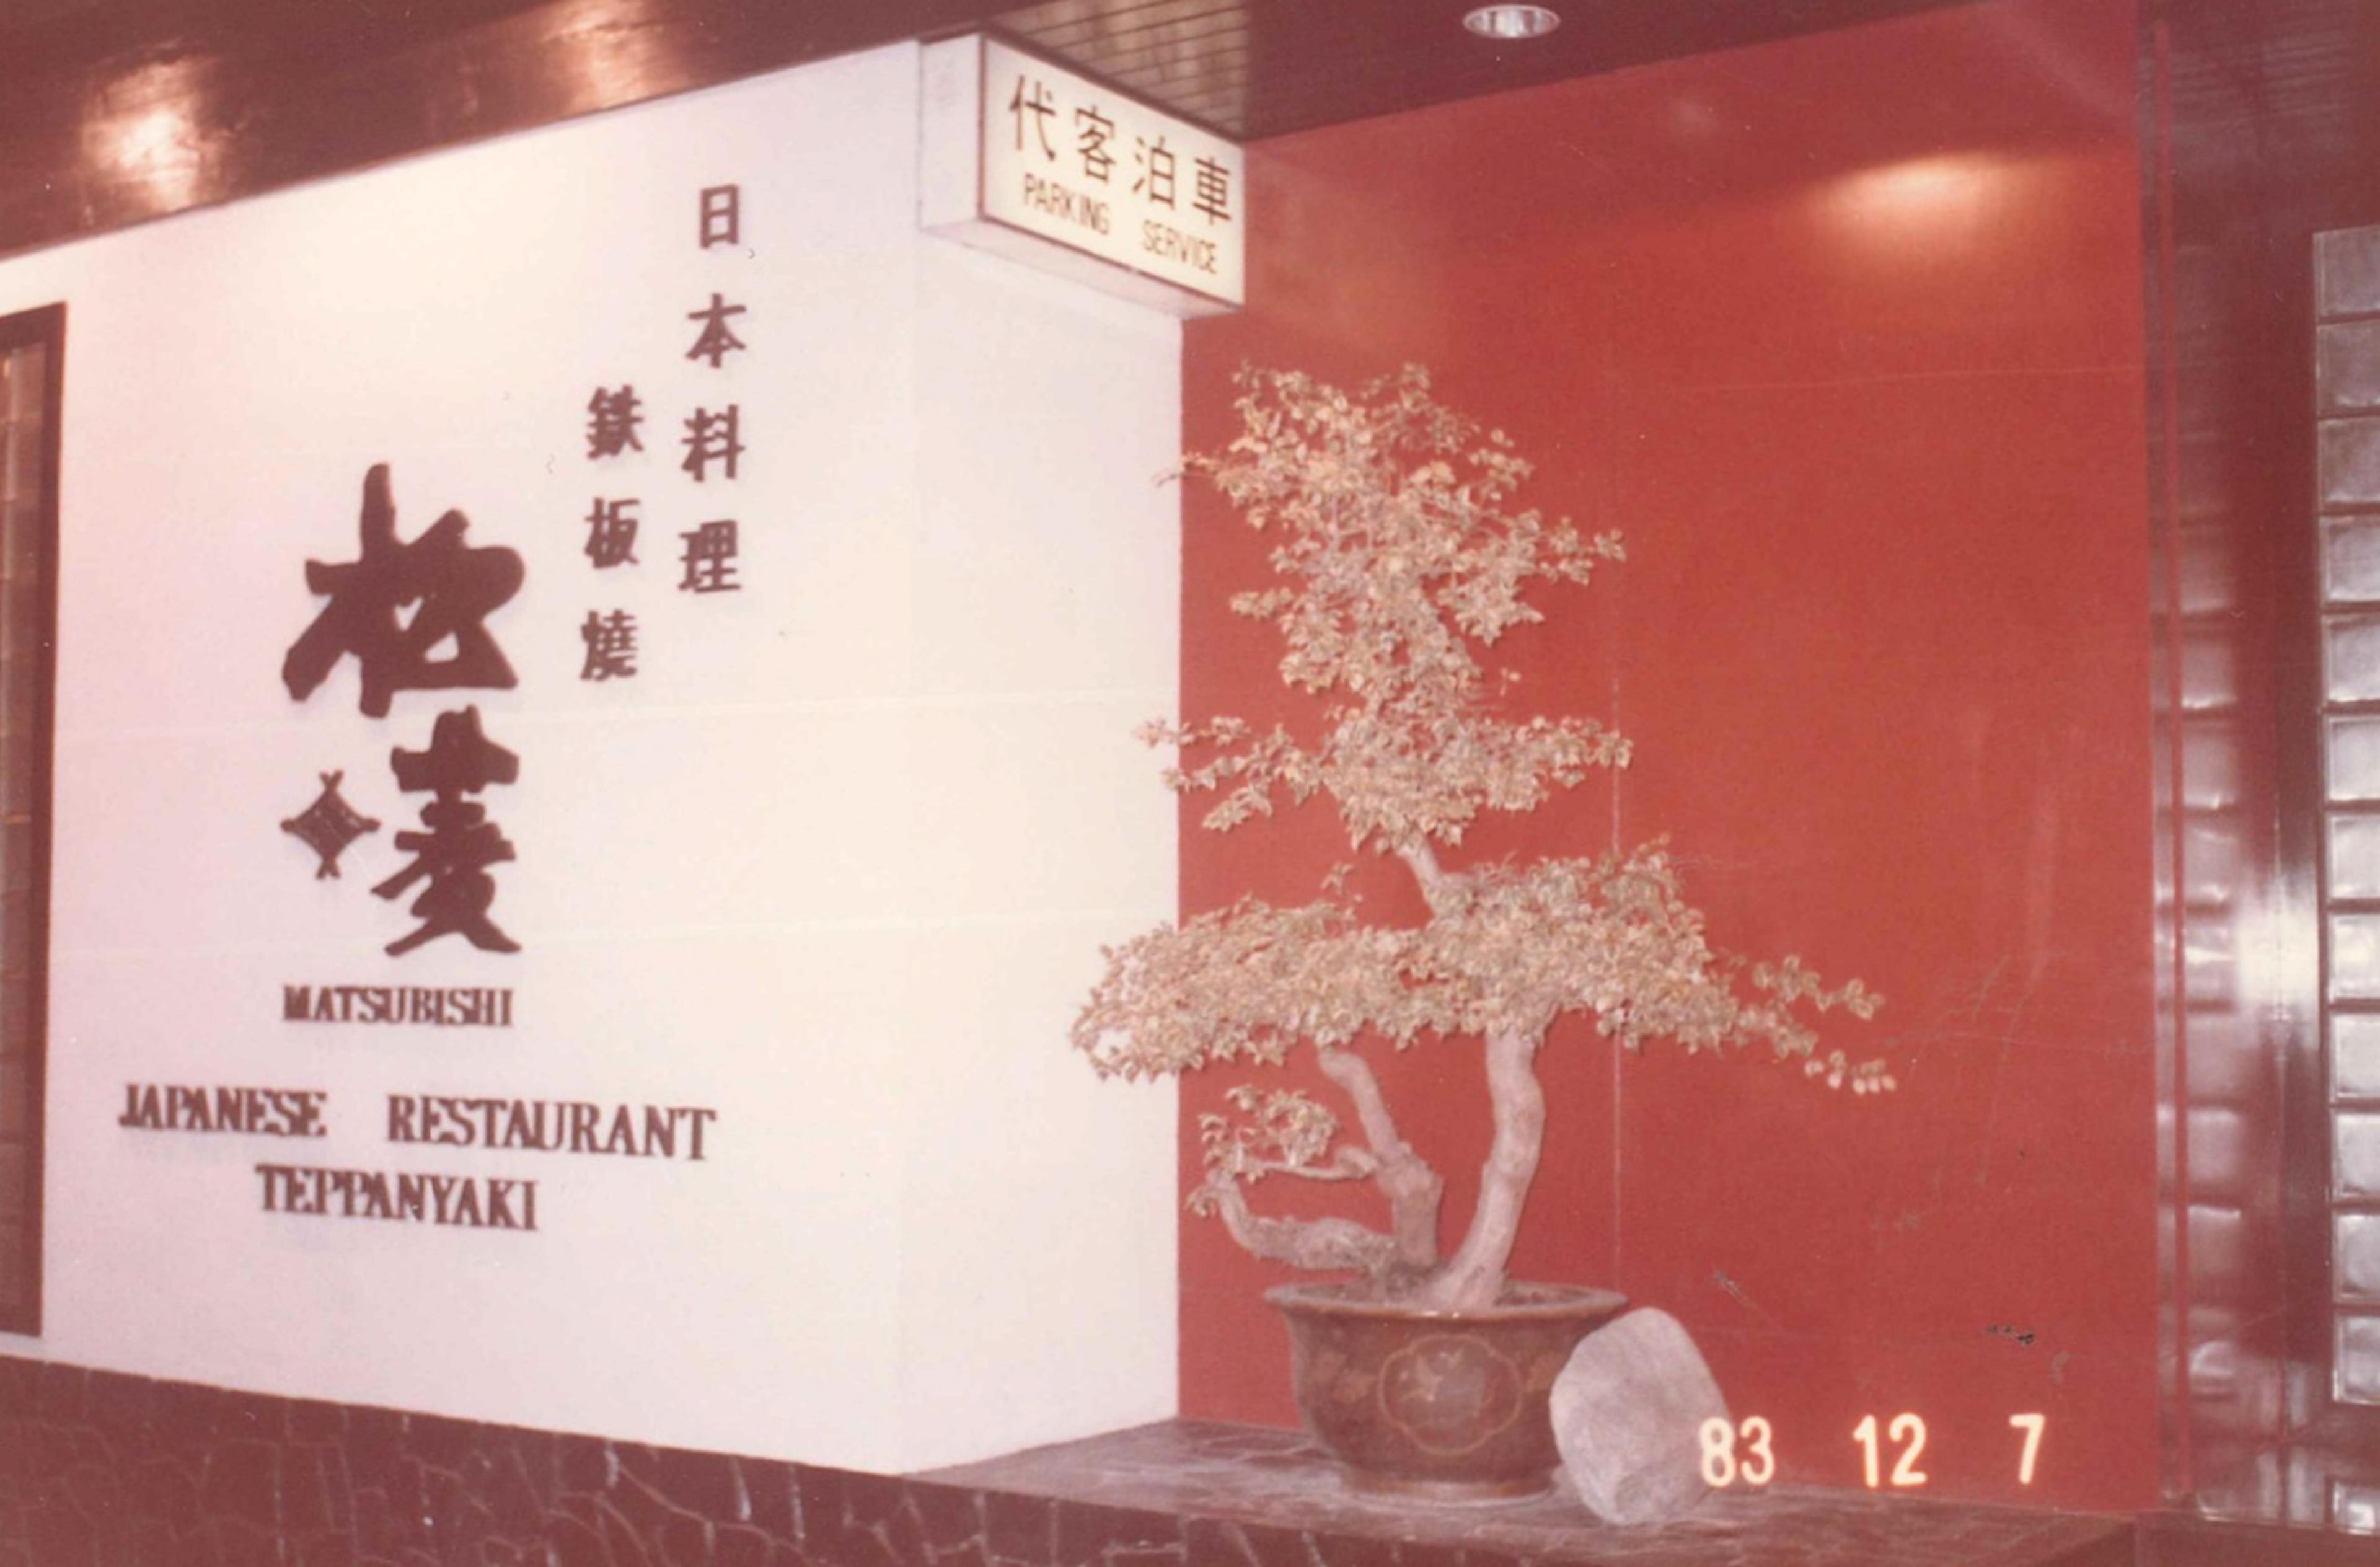 日本料理
鉄板燒
松菱
MATSUBISHI
JAPANESE RESTAURANT
TEPPANYAKI
代客泊車
PARKING SERVICE
83 12 7